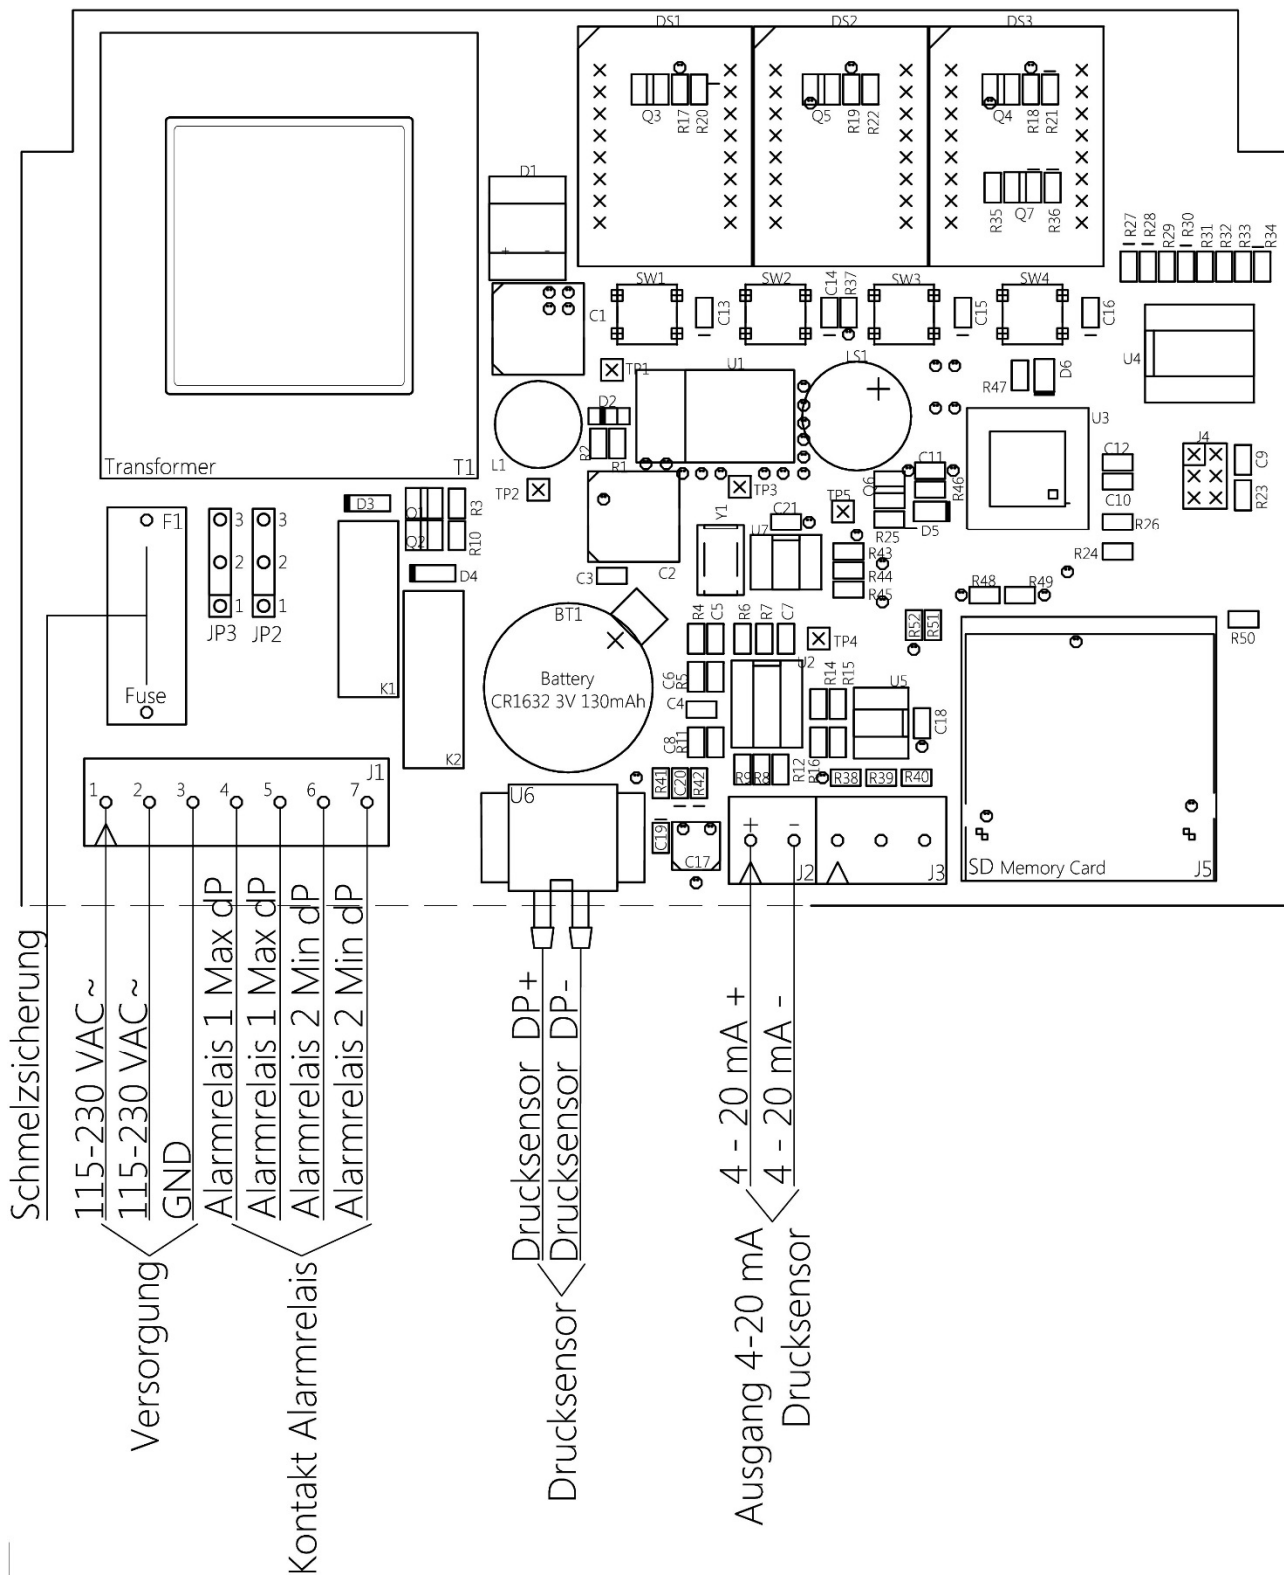 DS1 DS2 DS3
Q3 R17 R20 Q5 R19 R22 Q4 R18 R21
R35 Q7 R36
D1
+ -
R27 R28 R29 R30 R31 R32 R33 R34
SW1 SW2 SW3 SW4
C1 C13 C14 R37 C15 C16
TP1 U1 LS1 R47 D6 U4
D2 U3
L1 R2 R1 J4
Transformer T1
C12 C9
TP2 TP3 TP5 Q6 C11 R46 C10 R23
D3
F1 3 3 Q1 R3
Y1 C21 U7 R25 D5 R26
Q2 R10
2 2 R43 R24
D4 C3 C2 R44
R45 R48 R49
1 1
JP3 JP2
BT1 R4 C5 R6 R7 C7 TP4 R52 R51 R50
Battery
CR1632 3V 130mAh
C6 R5 U2 R14 R15 U5
Fuse K1
C4 C18
C8 R11
K2
R9 R8 R12 R16 R38 R39 R40
J1
1 2 3 4 5 6 7
U6 R41 C20 R42
+ -
C19 C17 J2 J3
SD Memory Card J5
Schmelzsicherung
115-230 VAC ~
115-230 VAC ~
GND
Alarmrelais 1 Max dP
Alarmrelais 1 Max dP
Alarmrelais 2 Min dP
Alarmrelais 2 Min dP
Drucksensor DP+
Drucksensor DP-
4 - 20 mA +
4 - 20 mA -
Versorgung
Kontakt Alarmrelais
Drucksensor
Ausgang 4-20 mA
Drucksensor